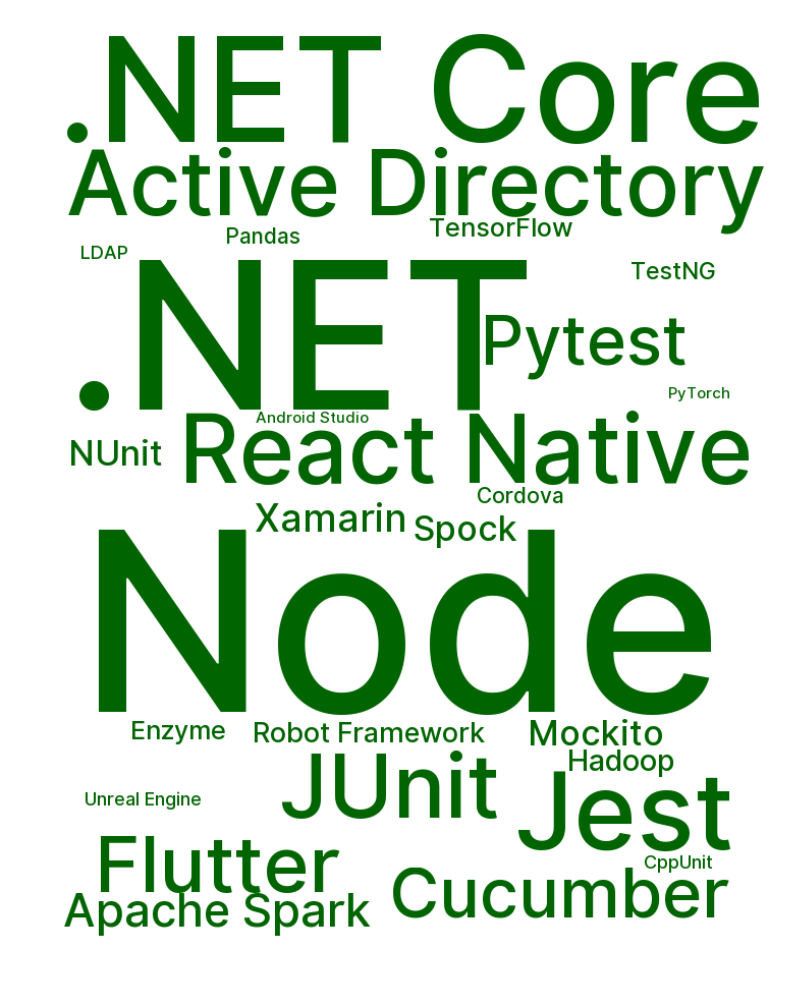 .NET Core
Active Directory
TensorFlow
Pandas
LDAP
TestNG
.NET
Pytest
PyTorch
Android Studio
React Native
NUnit
Cordova
Xamarin
Spock
Node
Enzyme
Robot Framework
Mockito
Hadoop
JUnit
Unreal Engine
Jest
CppUnit
Flutter
Cucumber
Apache Spark